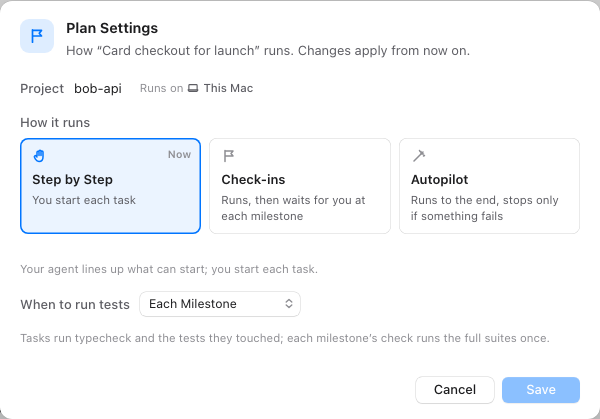 Plan Settings
How “Card checkout for launch” runs. Changes apply from now on.
Project bob-api Runs on This Mac
How it runs
Now
Step by Step
You start each task
Check-ins
Runs, then waits for you at
each milestone
Autopilot
Runs to the end, stops only
if something fails
Your agent lines up what can start; you start each task.
When to run tests Each Milestone
Tasks run typecheck and the tests they touched; each milestone's check runs the full suites once.
Cancel Save